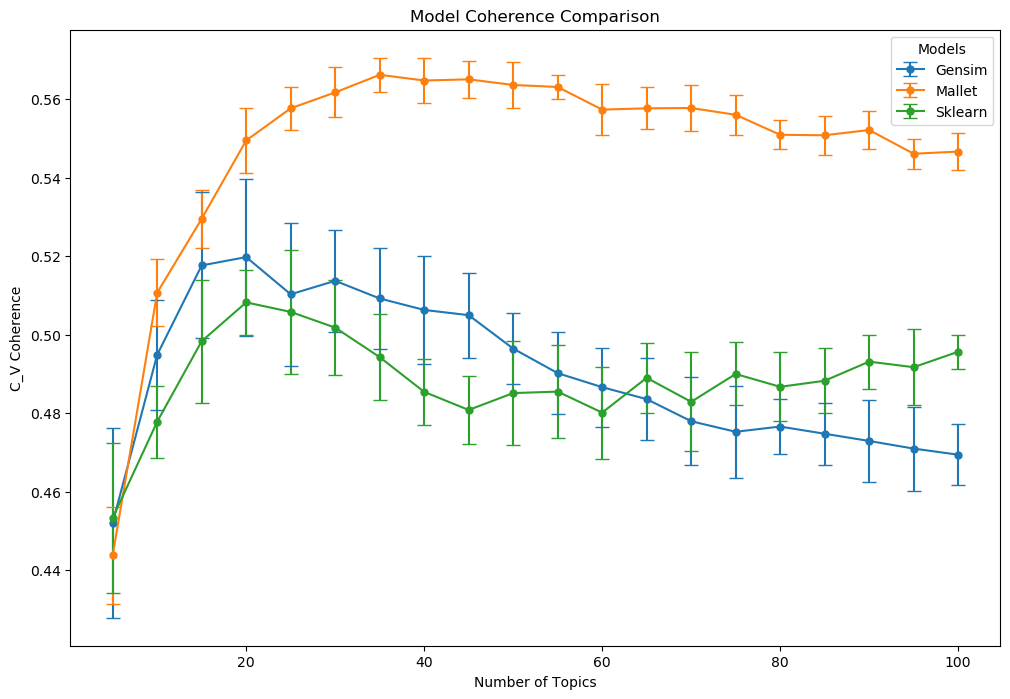 Model Coherence Comparison
Models
Gensim
Mallet
Sklearn
C_V Coherence
0.56
0.54
0.52
0.50
0.48
0.46
0.44
20 40 60 80 100
Number of Topics